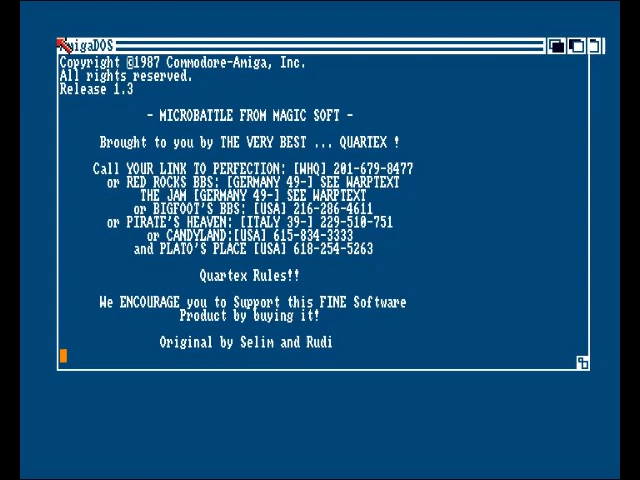 AmigaDOS
Copyright ©1987 Commodore-Amiga, Inc.
All rights reserved.
Release 1.3
- MICROBATTLE FROM MAGIC SOFT -
Brought to you by THE VERY BEST ... QUARTEX !
Call YOUR LINK TO PERFECTION: [WHQ] 201-679-8477
or RED ROCKS BBS: [GERMANY 49-] SEE WARPTEXT
THE JAM [GERMANY 49-] SEE WARPTEXT
or BIGFOOT'S BBS: [USA] 216-286-4611
or PIRATE'S HEAVEN: [ITALY 39-] 229-510-751
or CANDYLAND:[USA] 615-834-3333
and PLATO'S PLACE [USA] 618-254-5263
Quartex Rules!!
We ENCOURAGE you to Support this FINE Software
Product by buying it!
Original by Selim and Rudi